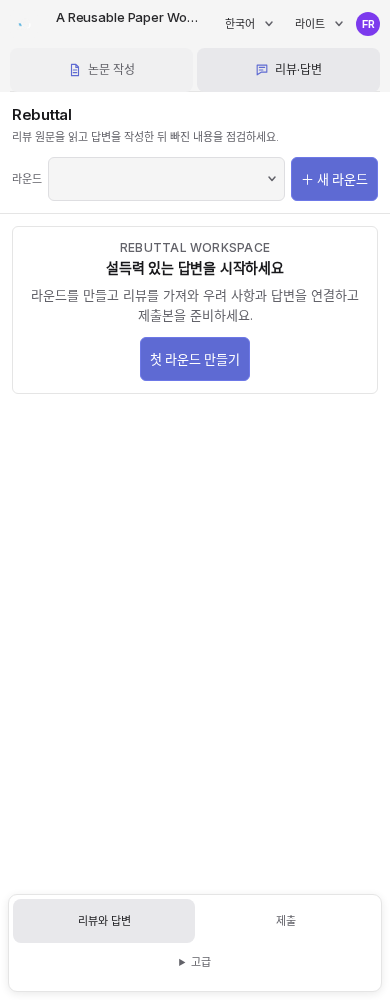 A Reusable Paper Wo…
한국어
라이트
FR
논문 작성
리뷰·답변
Rebuttal
리뷰 원문을 읽고 답변을 작성한 뒤 빠진 내용을 점검하세요.
라운드
+ 새 라운드
REBUTTAL WORKSPACE
설득력 있는 답변을 시작하세요
라운드를 만들고 리뷰를 가져와 우려 사항과 답변을 연결하고
제출본을 준비하세요.
첫 라운드 만들기
리뷰와 답변
제출
▶ 고급